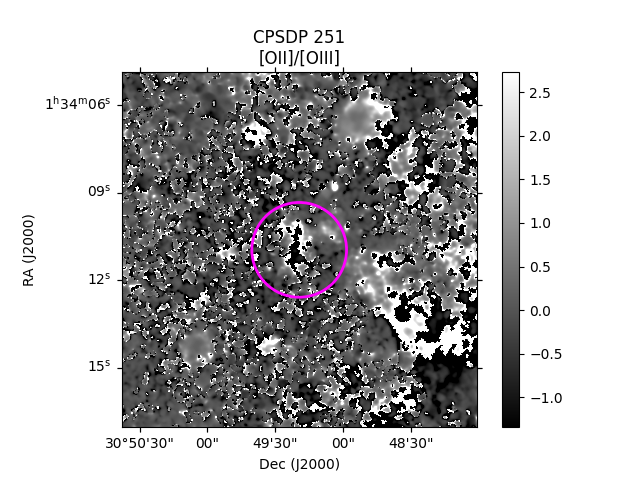 CPSDP 251
[OII]/[OIII]
1ʰ34ᵐ06ˢ
09ˢ
12ˢ
15ˢ
RA (J2000)
30°50'30" 00" 49'30" 00" 48'30"
Dec (J2000)
2.5
2.0
1.5
1.0
0.5
0.0
−0.5
−1.0